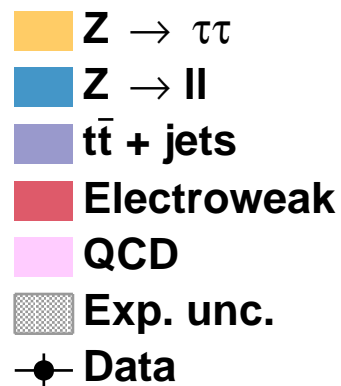 Z → ττ
Z → ll
tt̄ + jets
Electroweak
QCD
Exp. unc.
Data